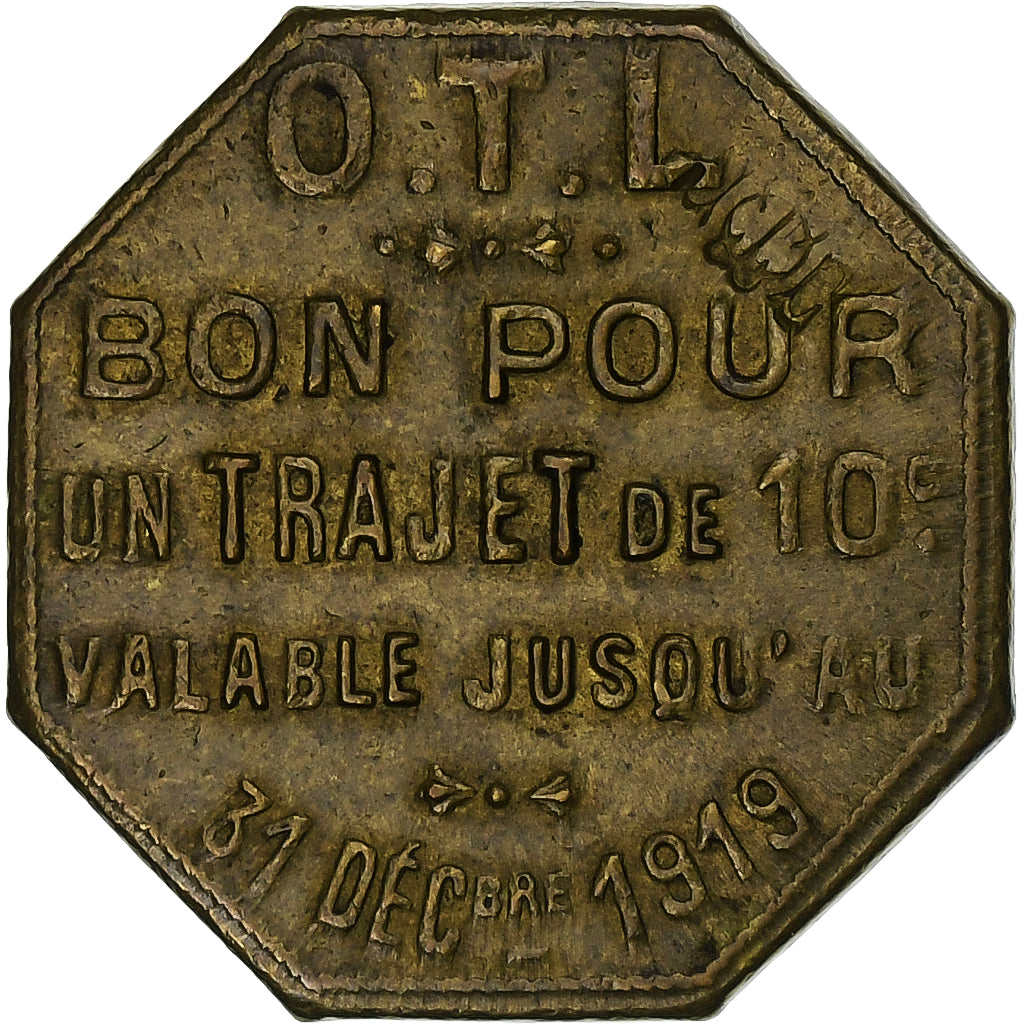 O.T.L.
BON POUR
UN TRAJET DE 10c.
VALABLE JUSQU'AU
31 DÉCBRE 1919